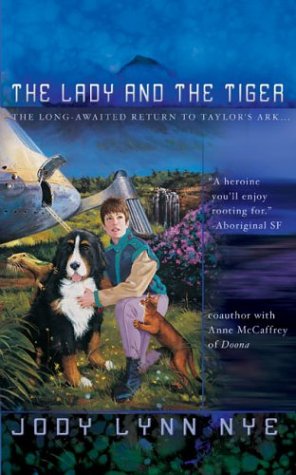 THE LADY AND THE TIGER
THE LONG-AWAITED RETURN TO TAYLOR'S ARK...
"A heroine
you'll enjoy
rooting for."
-Aboriginal SF
coauthor with
Anne McCaffrey
of Doona
JODY LYNN NYE